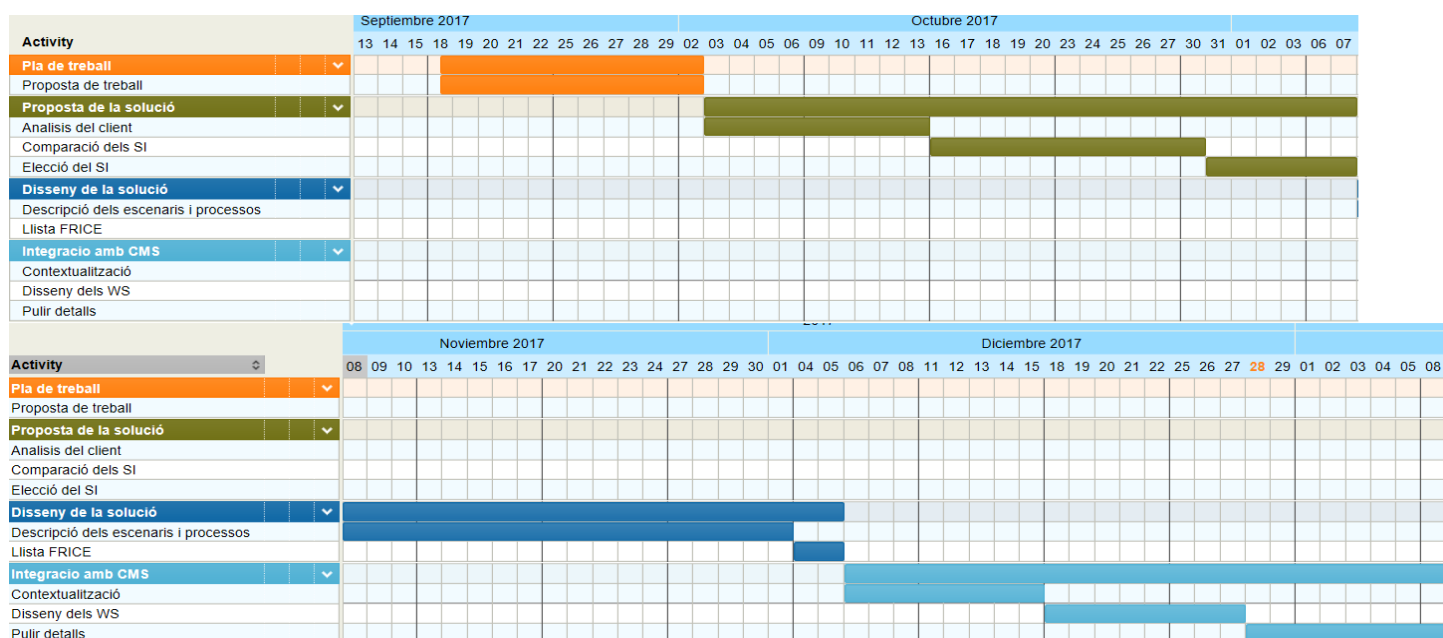 Septiembre 2017 Octubre 2017
Activity 13 14 15 18 19 20 21 22 25 26 27 28 29 02 03 04 05 06 09 10 11 12 13 16 17 18 19 20 23 24 25 26 27 30 31 01 02 03 06 07
Pla de treball
Proposta de treball
Proposta de la solució
Analisis del client
Comparació dels SI
Elecció del SI
Disseny de la solució
Descripció dels escenaris i processos
Llista FRICE
Integracio amb CMS
Contextualització
Disseny dels WS
Pulir detalls
Noviembre 2017 Diciembre 2017
Activity 08 09 10 13 14 15 16 17 20 21 22 23 24 27 28 29 30 01 04 05 06 07 08 11 12 13 14 15 18 19 20 21 22 25 26 27 28 29 01 02 03 04 05 08
Pla de treball
Proposta de treball
Proposta de la solució
Analisis del client
Comparació dels SI
Elecció del SI
Disseny de la solució
Descripció dels escenaris i processos
Llista FRICE
Integracio amb CMS
Contextualització
Disseny dels WS
Pulir detalls